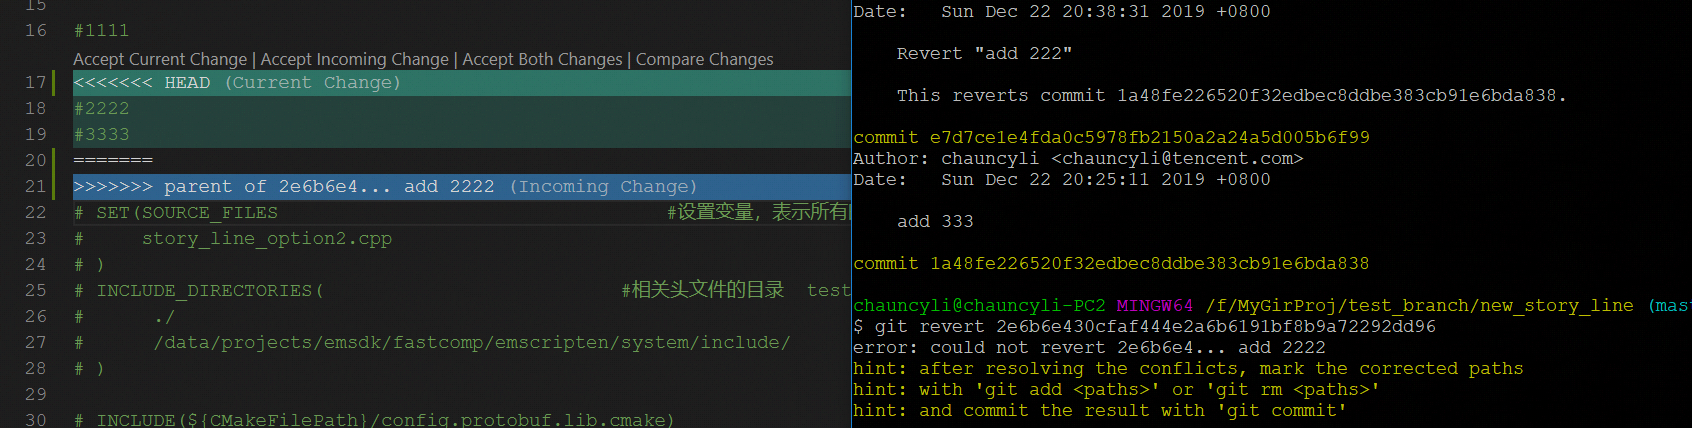 15
16 #1111
Accept Current Change | Accept Incoming Change | Accept Both Changes | Compare Changes
17 <<<<<<< HEAD (Current Change)
18 #2222
19 #3333
20 =======
21 >>>>>>> parent of 2e6b6e4... add 2222 (Incoming Change)
22 # SET(SOURCE_FILES #设置变量，表示所有
23 # story_line_option2.cpp
24 # )
25 # INCLUDE_DIRECTORIES( #相关头文件的目录 test
26 # ./
27 # /data/projects/emsdk/fastcomp/emscripten/system/include/
28 # )
29
30 # INCLUDE(${CMakeFilePath}/config.protobuf.lib.cmake)
Date: Sun Dec 22 20:38:31 2019 +0800
Revert "add 222"
This reverts commit 1a48fe226520f32edbec8ddbe383cb91e6bda838.
commit e7d7ce1e4fda0c5978fb2150a2a24a5d005b6f99
Author: chauncyli <chauncyli@tencent.com>
Date: Sun Dec 22 20:25:11 2019 +0800
add 333
commit 1a48fe226520f32edbec8ddbe383cb91e6bda838
chauncyli@chauncyli-PC2 MINGW64 /f/MyGirProj/test_branch/new_story_line (mas
$ git revert 2e6b6e430cfaf444e2a6b6191bf8b9a72292dd96
error: could not revert 2e6b6e4... add 2222
hint: after resolving the conflicts, mark the corrected paths
hint: with 'git add <paths>' or 'git rm <paths>'
hint: and commit the result with 'git commit'